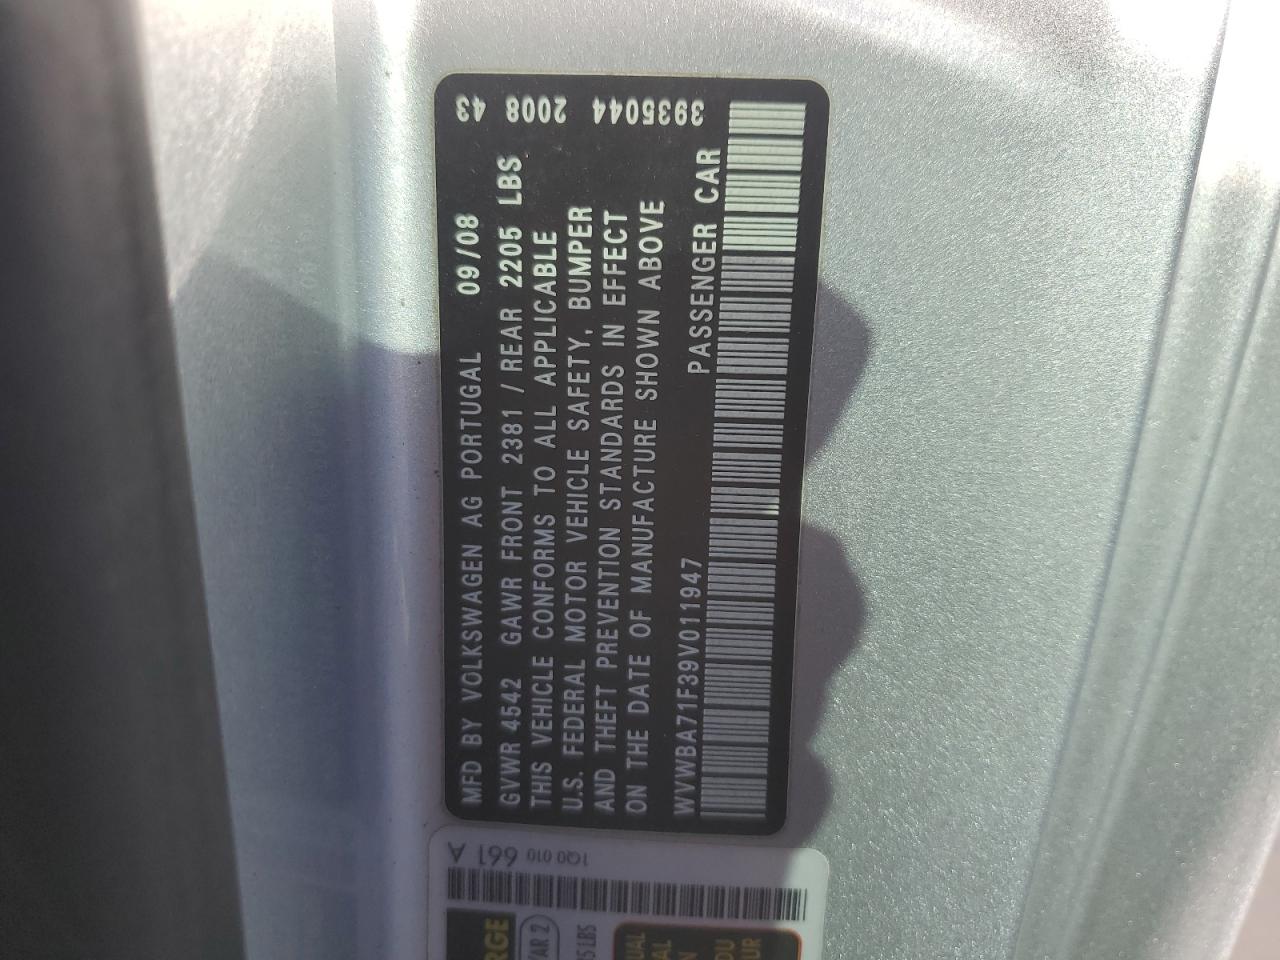 MFD BY VOLKSWAGEN AG PORTUGAL 09/08
GVWR 4542 GAWR FRONT 2381 / REAR 2205 LBS
THIS VEHICLE CONFORMS TO ALL APPLICABLE
U.S. FEDERAL MOTOR VEHICLE SAFETY, BUMPER
AND THEFT PREVENTION STANDARDS IN EFFECT
ON THE DATE OF MANUFACTURE SHOWN ABOVE
WVWBA71F39V011947 PASSENGER CAR
43 2008 3935044
1Q0 010 661 A